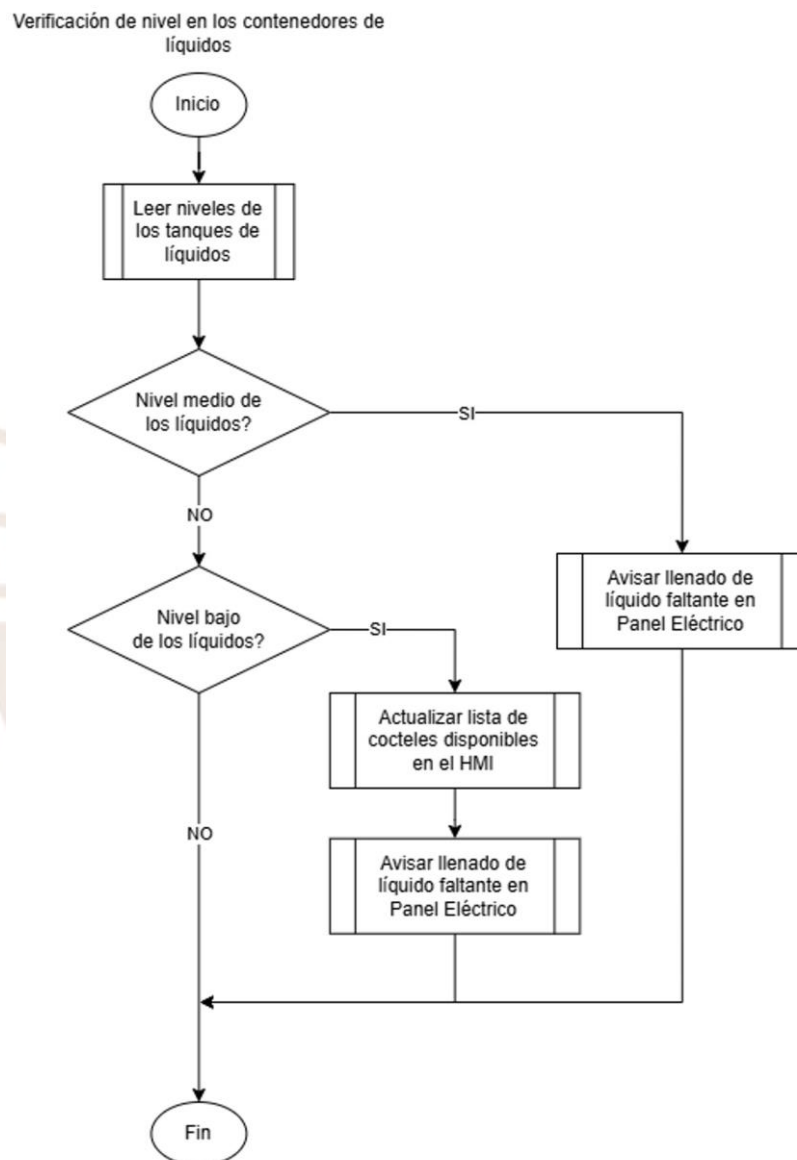 Verificación de nivel en los contenedores de
líquidos
Inicio
Leer niveles de
los tanques de
líquidos
Nivel medio de
los líquidos?
SI
NO
Avisar llenado de
líquido faltante en
Panel Eléctrico
Nivel bajo
de los líquidos?
SI
Actualizar lista de
cocteles disponibles
en el HMI
NO
Avisar llenado de
líquido faltante en
Panel Eléctrico
Fin